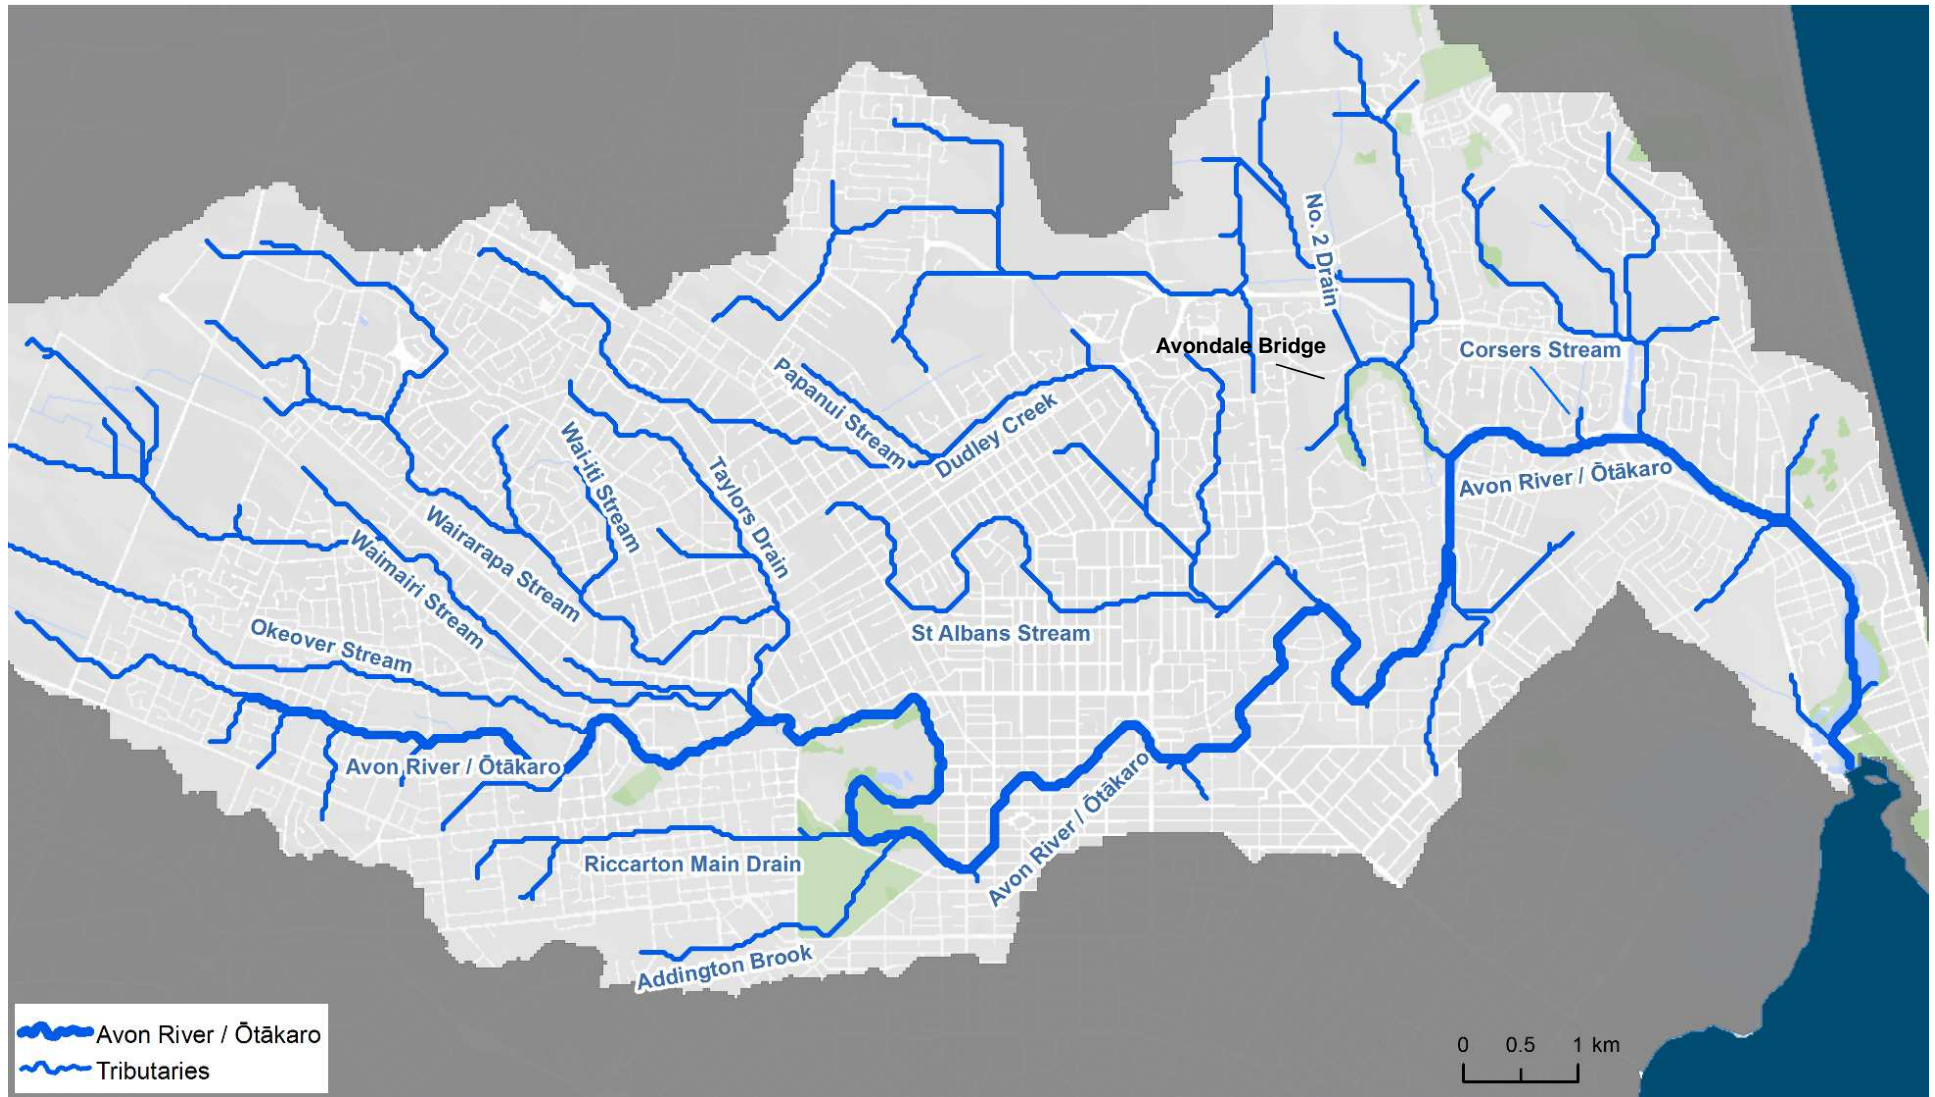 No. 2 Drain
Avondale Bridge
Corsers Stream
Papanui Stream
Dudley Creek
Wai-iti Stream
Taylors Drain
Avon River / Ōtākaro
Wairarapa Stream
Waimairi Stream
Okeover Stream
St Albans Stream
Avon River / Ōtākaro
Avon River / Ōtākaro
Riccarton Main Drain
Addington Brook
Avon River / Ōtākaro
Tributaries
0 0.5 1 km